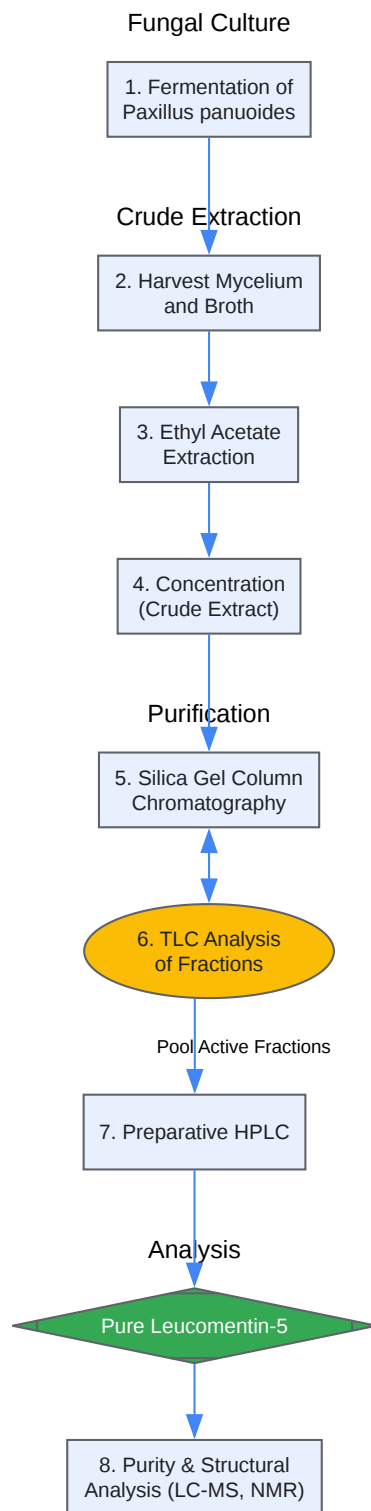 Fungal Culture
1. Fermentation of
Paxillus panuoides
Crude Extraction
2. Harvest Mycelium
and Broth
3. Ethyl Acetate
Extraction
4. Concentration
(Crude Extract)
Purification
5. Silica Gel Column
Chromatography
6. TLC Analysis
of Fractions
Pool Active Fractions
7. Preparative HPLC
Analysis
Pure Leucomentin-5
8. Purity & Structural
Analysis (LC-MS, NMR)